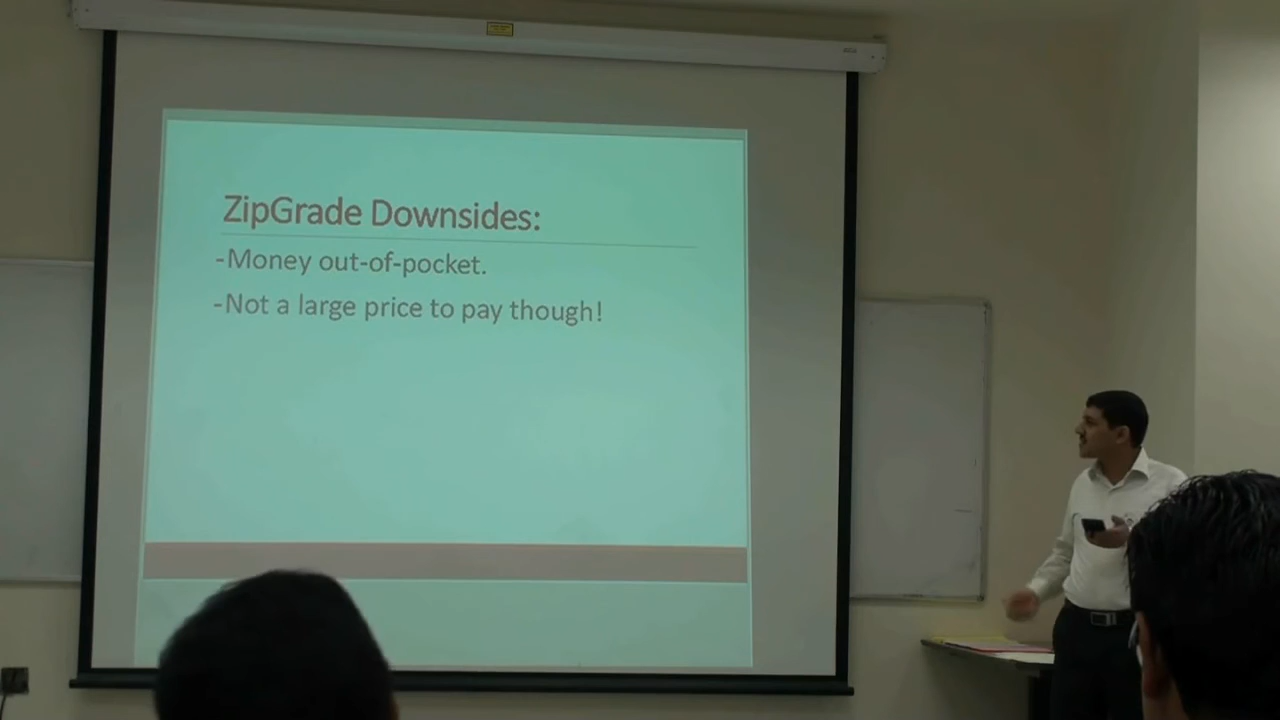 ZipGrade Downsides:
-Money out-of-pocket.
-Not a large price to pay though!